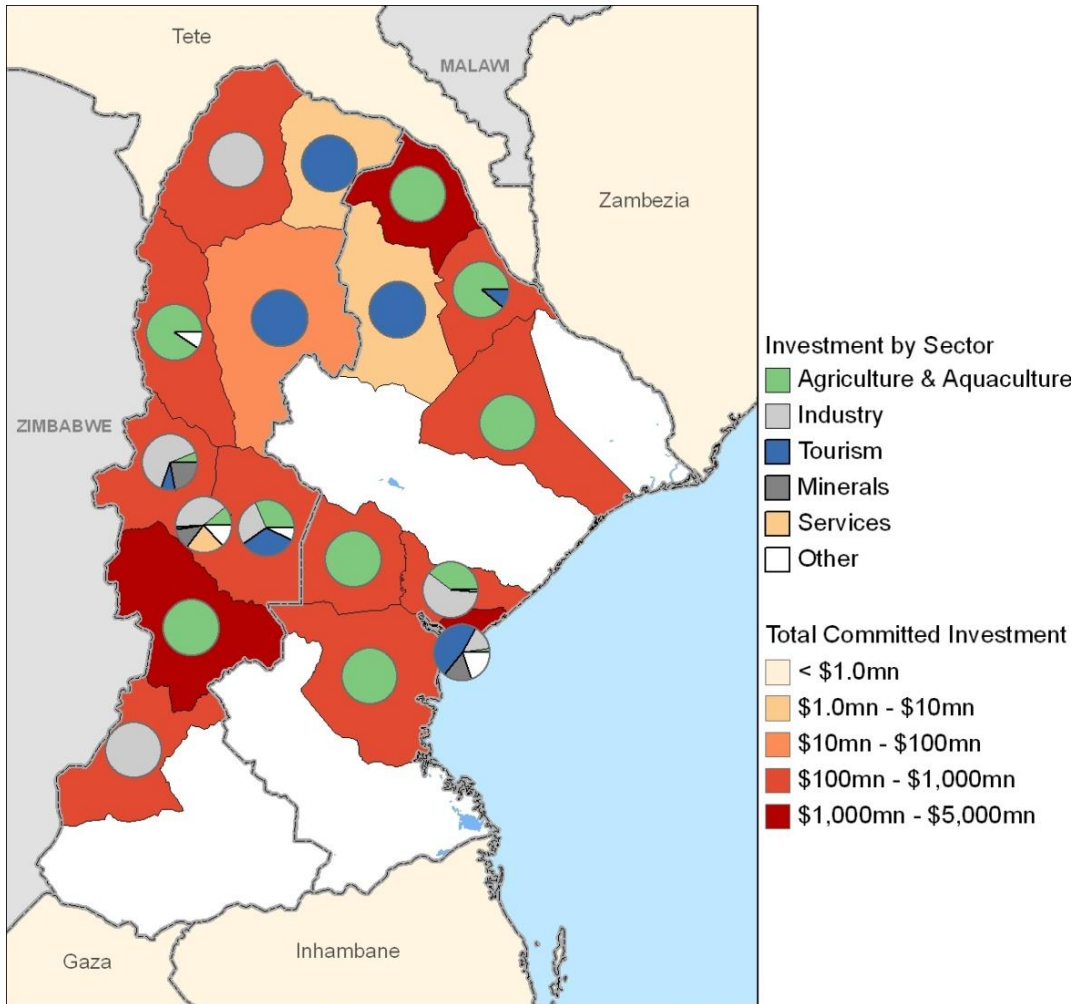 Tete
MALAWI
Zambezia
ZIMBABWE
Gaza
Inhambane
Investment by Sector
Agriculture & Aquaculture
Industry
Tourism
Minerals
Services
Other
Total Committed Investment
< $1.0mn
$1.0mn - $10mn
$10mn - $100mn
$100mn - $1,000mn
$1,000mn - $5,000mn